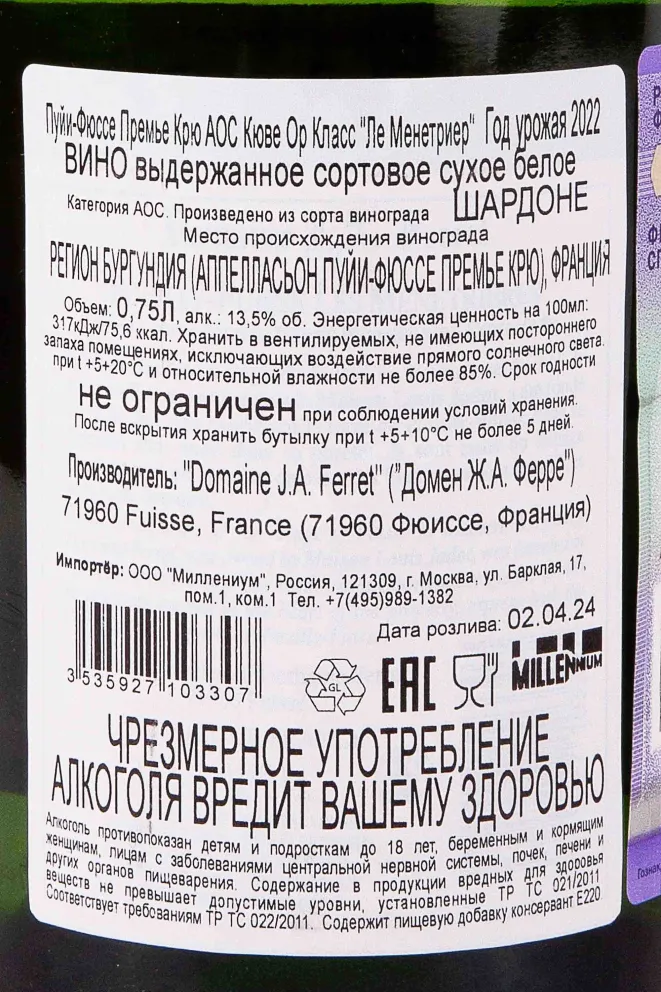 Пуйи-Фюссе Премье Крю АОС Кюве Ор Класс "Ле Менетриер" Год урожая 2022
ВИНО выдержанное сортовое сухое белое
Категория АОС. Произведено из сорта винограда ШАРДОНЕ
Место происхождения винограда
РЕГИОН БУРГУНДИЯ (АППЕЛЛАСЬОН ПУЙИ-ФЮССЕ ПРЕМЬЕ КРЮ), ФРАНЦИЯ
Объем: 0,75Л, алк.: 13,5% об. Энергетическая ценность на 100мл:
317кДж/75,6 ккал. Хранить в вентилируемых, не имеющих постороннего
запаха помещениях, исключающих воздействие прямого солнечного света.
при t +5+20°С и относительной влажности не более 85%. Срок годности
не ограничен при соблюдении условий хранения.
После вскрытия хранить бутылку при t +5+10°С не более 5 дней.
Производитель: "Domaine J.A. Ferret" ("Домен Ж.А. Ферре")
71960 Fuisse, France (71960 Фюиссе, Франция)
Импортёр: ООО "Миллениум", Россия, 121309, г. Москва, ул. Барклая, 17,
пом.1, ком.1 Тел. +7(495)989-1382
Дата розлива: 02.04.24
3 535927 103307
GL
EAC
MILLENNIUM
ЧРЕЗМЕРНОЕ УПОТРЕБЛЕНИЕ
АЛКОГОЛЯ ВРЕДИТ ВАШЕМУ ЗДОРОВЬЮ
Алкоголь противопоказан детям и подросткам до 18 лет, беременным и кормящим
женщинам, лицам с заболеваниями центральной нервной системы, почек, печени и
других органов пищеварения. Содержание в продукции вредных для здоровья
веществ не превышает допустимые уровни, установленные ТР ТС 021/2011
Соответствует требованиям ТР ТС 022/2011. Содержит пищевую добавку консервант Е220